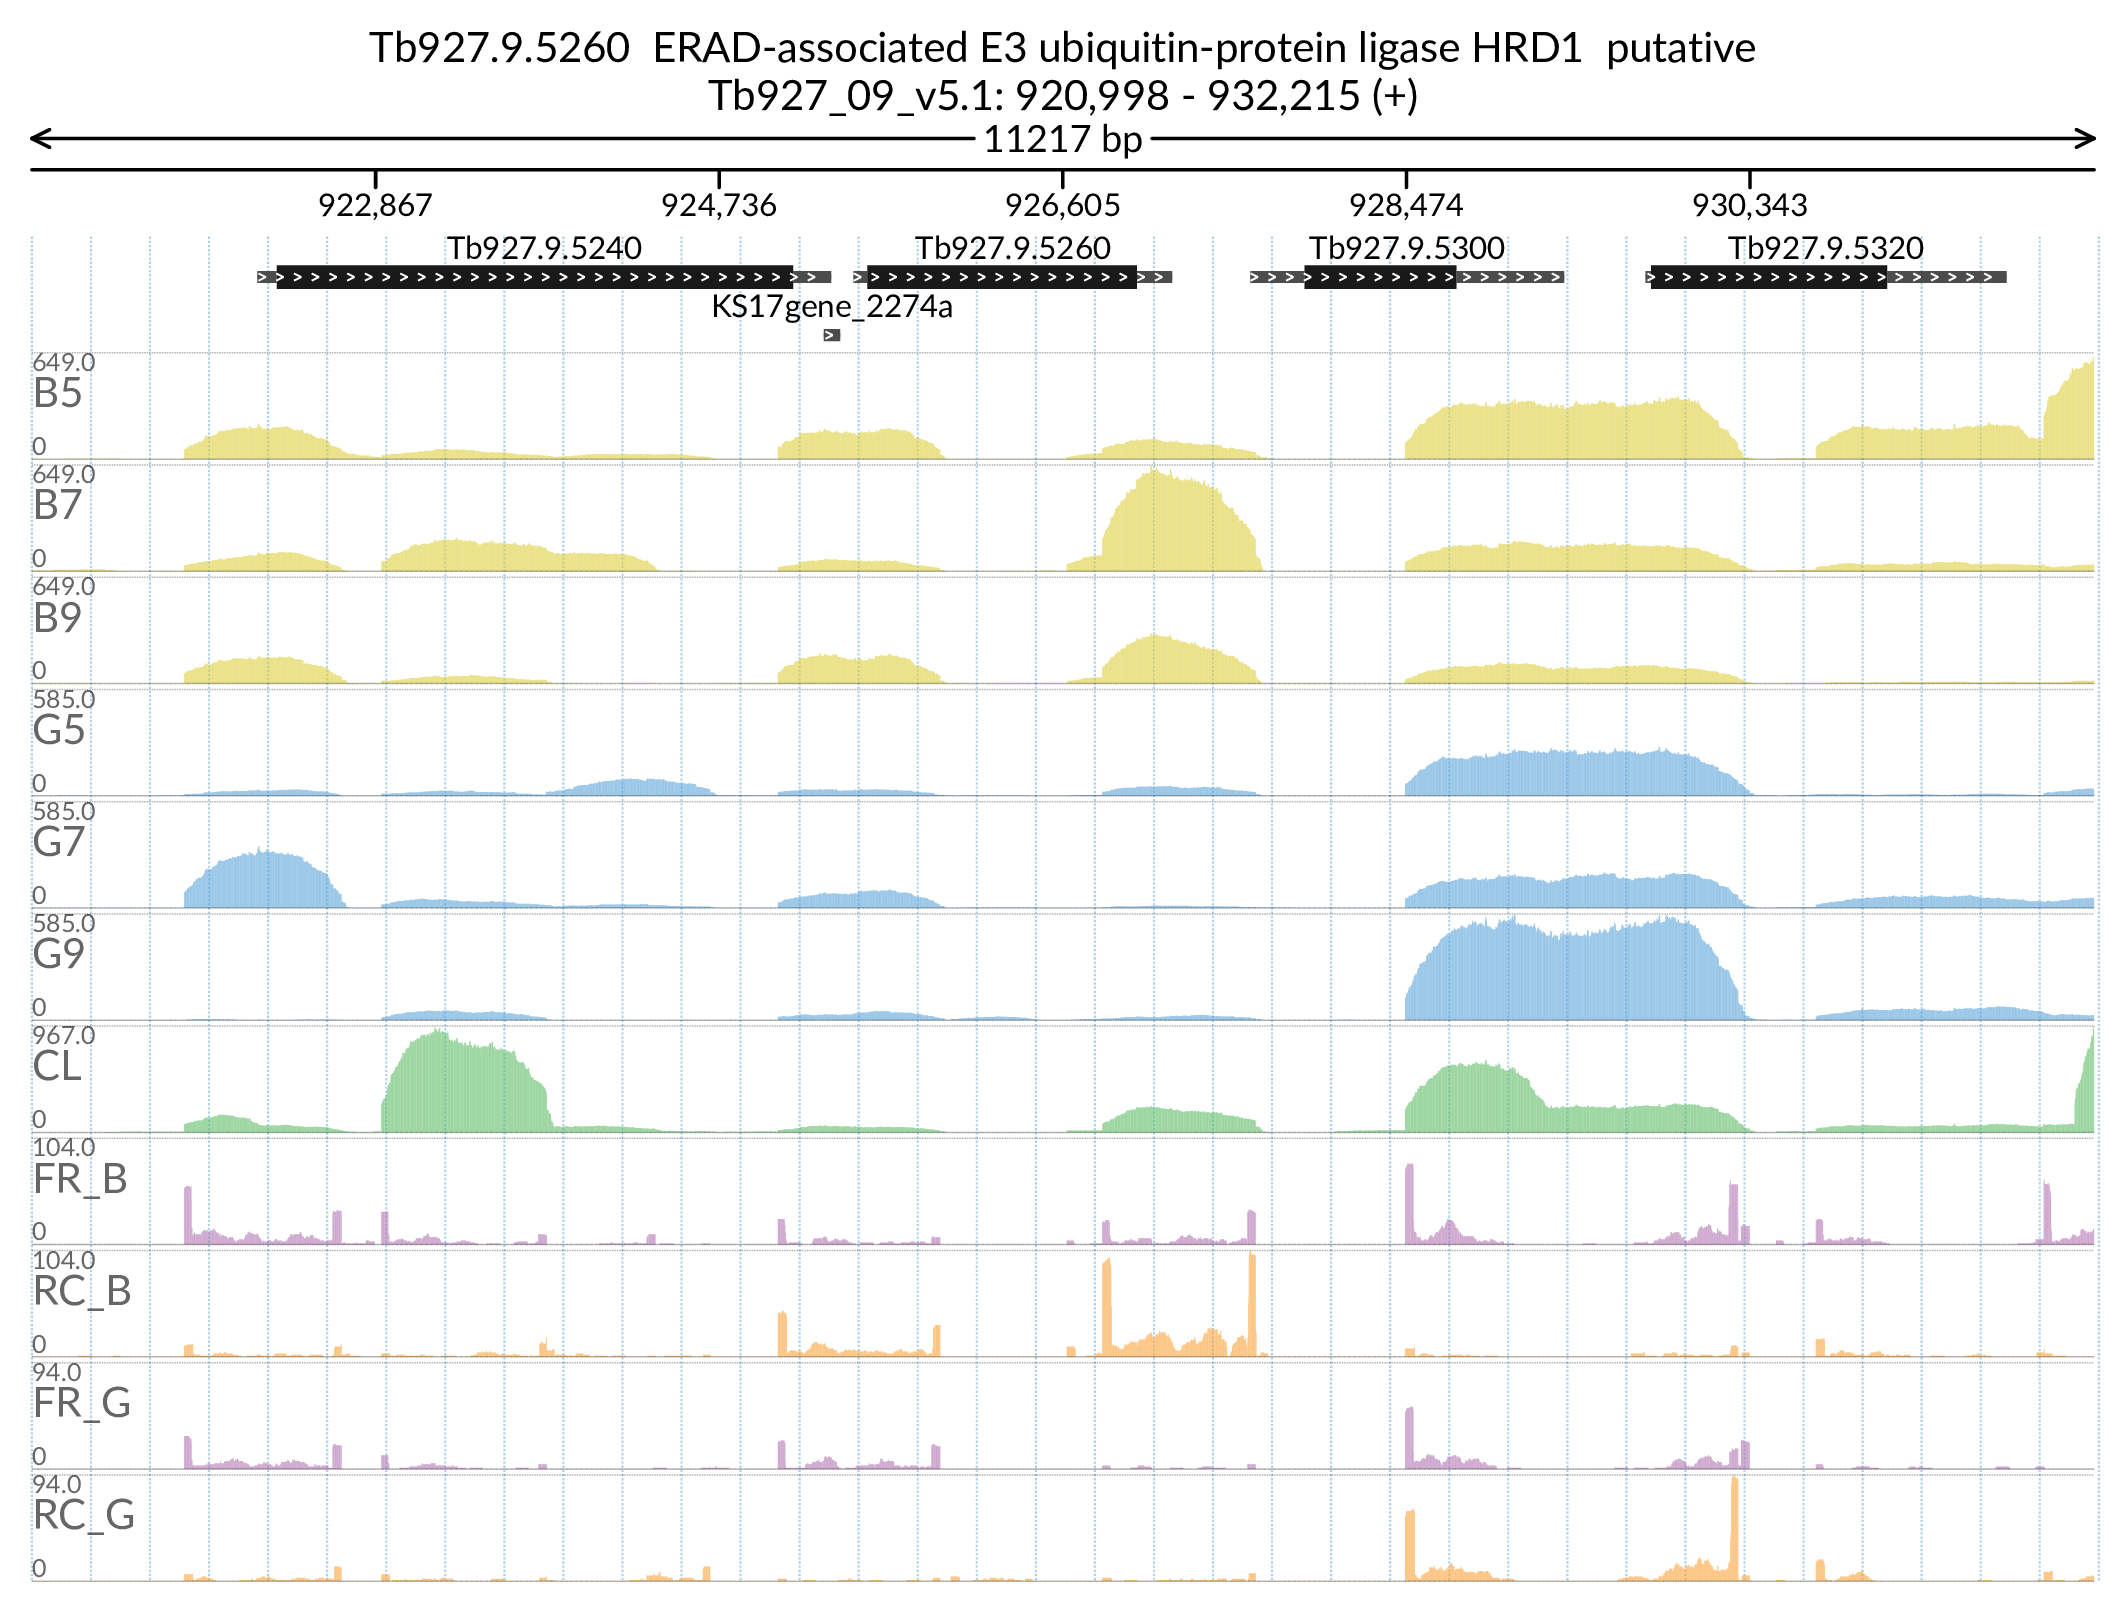 Tb927.9.5260  ERAD-associated E3 ubiquitin-protein ligase HRD1  putative
Tb927_09_v5.1: 920,998 - 932,215 (+)
11217 bp
922,867 924,736 926,605 928,474 930,343
Tb927.9.5240 Tb927.9.5260 Tb927.9.5300 Tb927.9.5320
KS17gene_2274a
649.0
B5
0
649.0
B7
0
649.0
B9
0
585.0
G5
0
585.0
G7
0
585.0
G9
0
967.0
CL
0
104.0
FR_B
0
104.0
RC_B
0
94.0
FR_G
0
94.0
RC_G
0